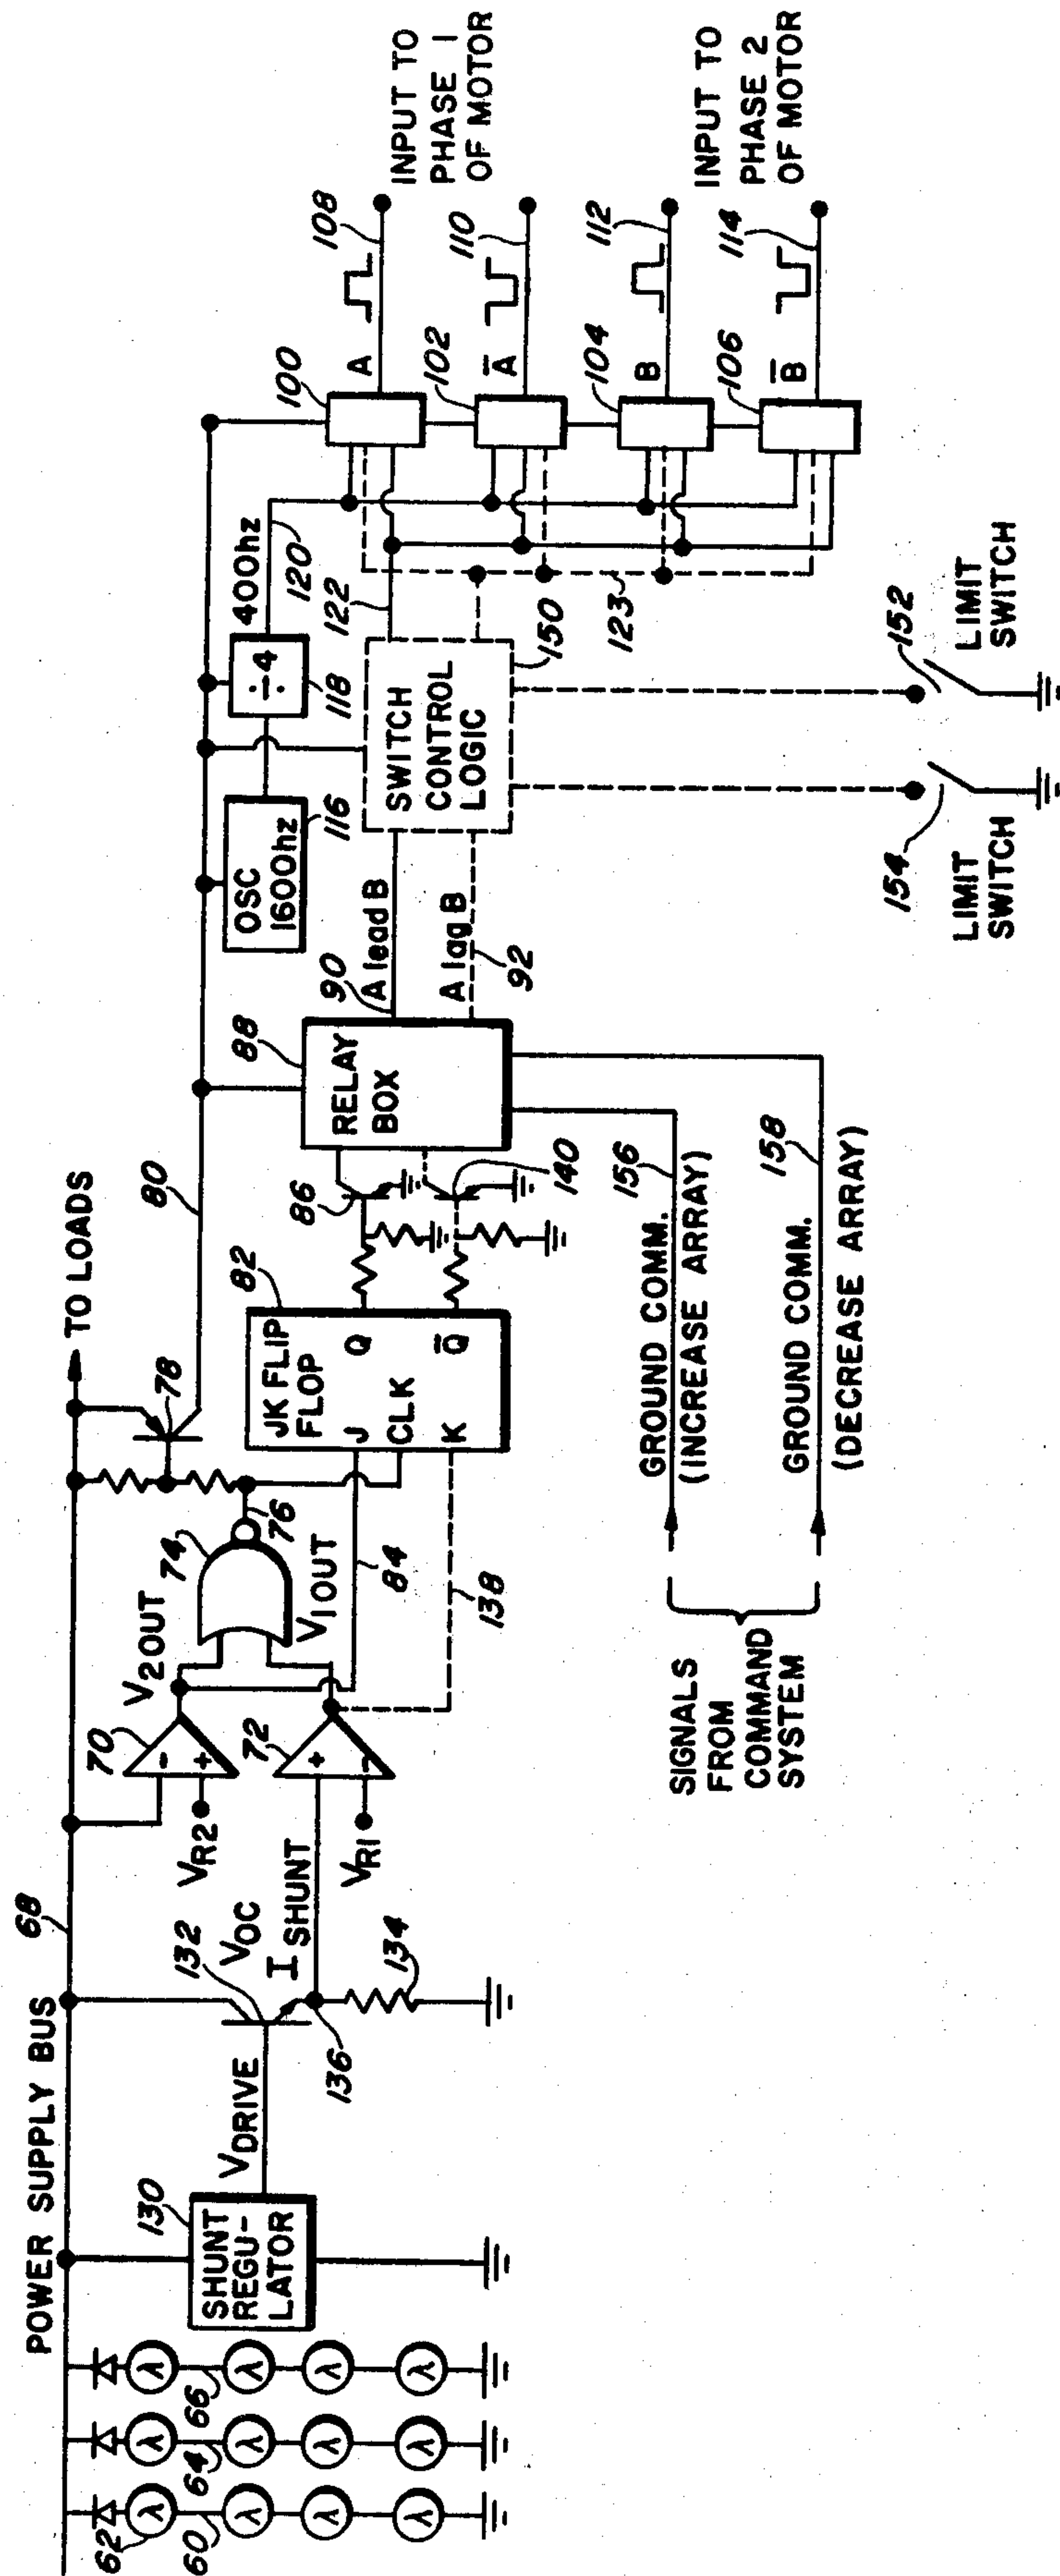 POWER SUPPLY BUS
68
TO LOADS
62
60
64
66
λ
λ
λ
λ
λ
λ
λ
λ
λ
λ
λ
λ
130
SHUNT
REGU-
LATOR
VDRIVE
132
VOC
I SHUNT
136
134
70
-
+
VR2
V2OUT
72
+
-
VR1
V1OUT
74
76
78
80
84
138
82
JK FLIP
FLOP
J
CLK
K
Q
Q̅
86
140
88
RELAY
BOX
90
A lead B
A lag B
92
OSC
1600hz
116
÷4
118
400hz
120
122
SWITCH
CONTROL
LOGIC
150
123
100
A
108
102
A̅
110
104
B
112
106
B̅
114
INPUT TO
PHASE 1
OF MOTOR
INPUT TO
PHASE 2
OF MOTOR
SIGNALS
FROM
COMMAND
SYSTEM
GROUND COMM.
156
(INCREASE ARRAY)
GROUND COMM.
158
(DECREASE ARRAY)
154
LIMIT
SWITCH
152
LIMIT
SWITCH